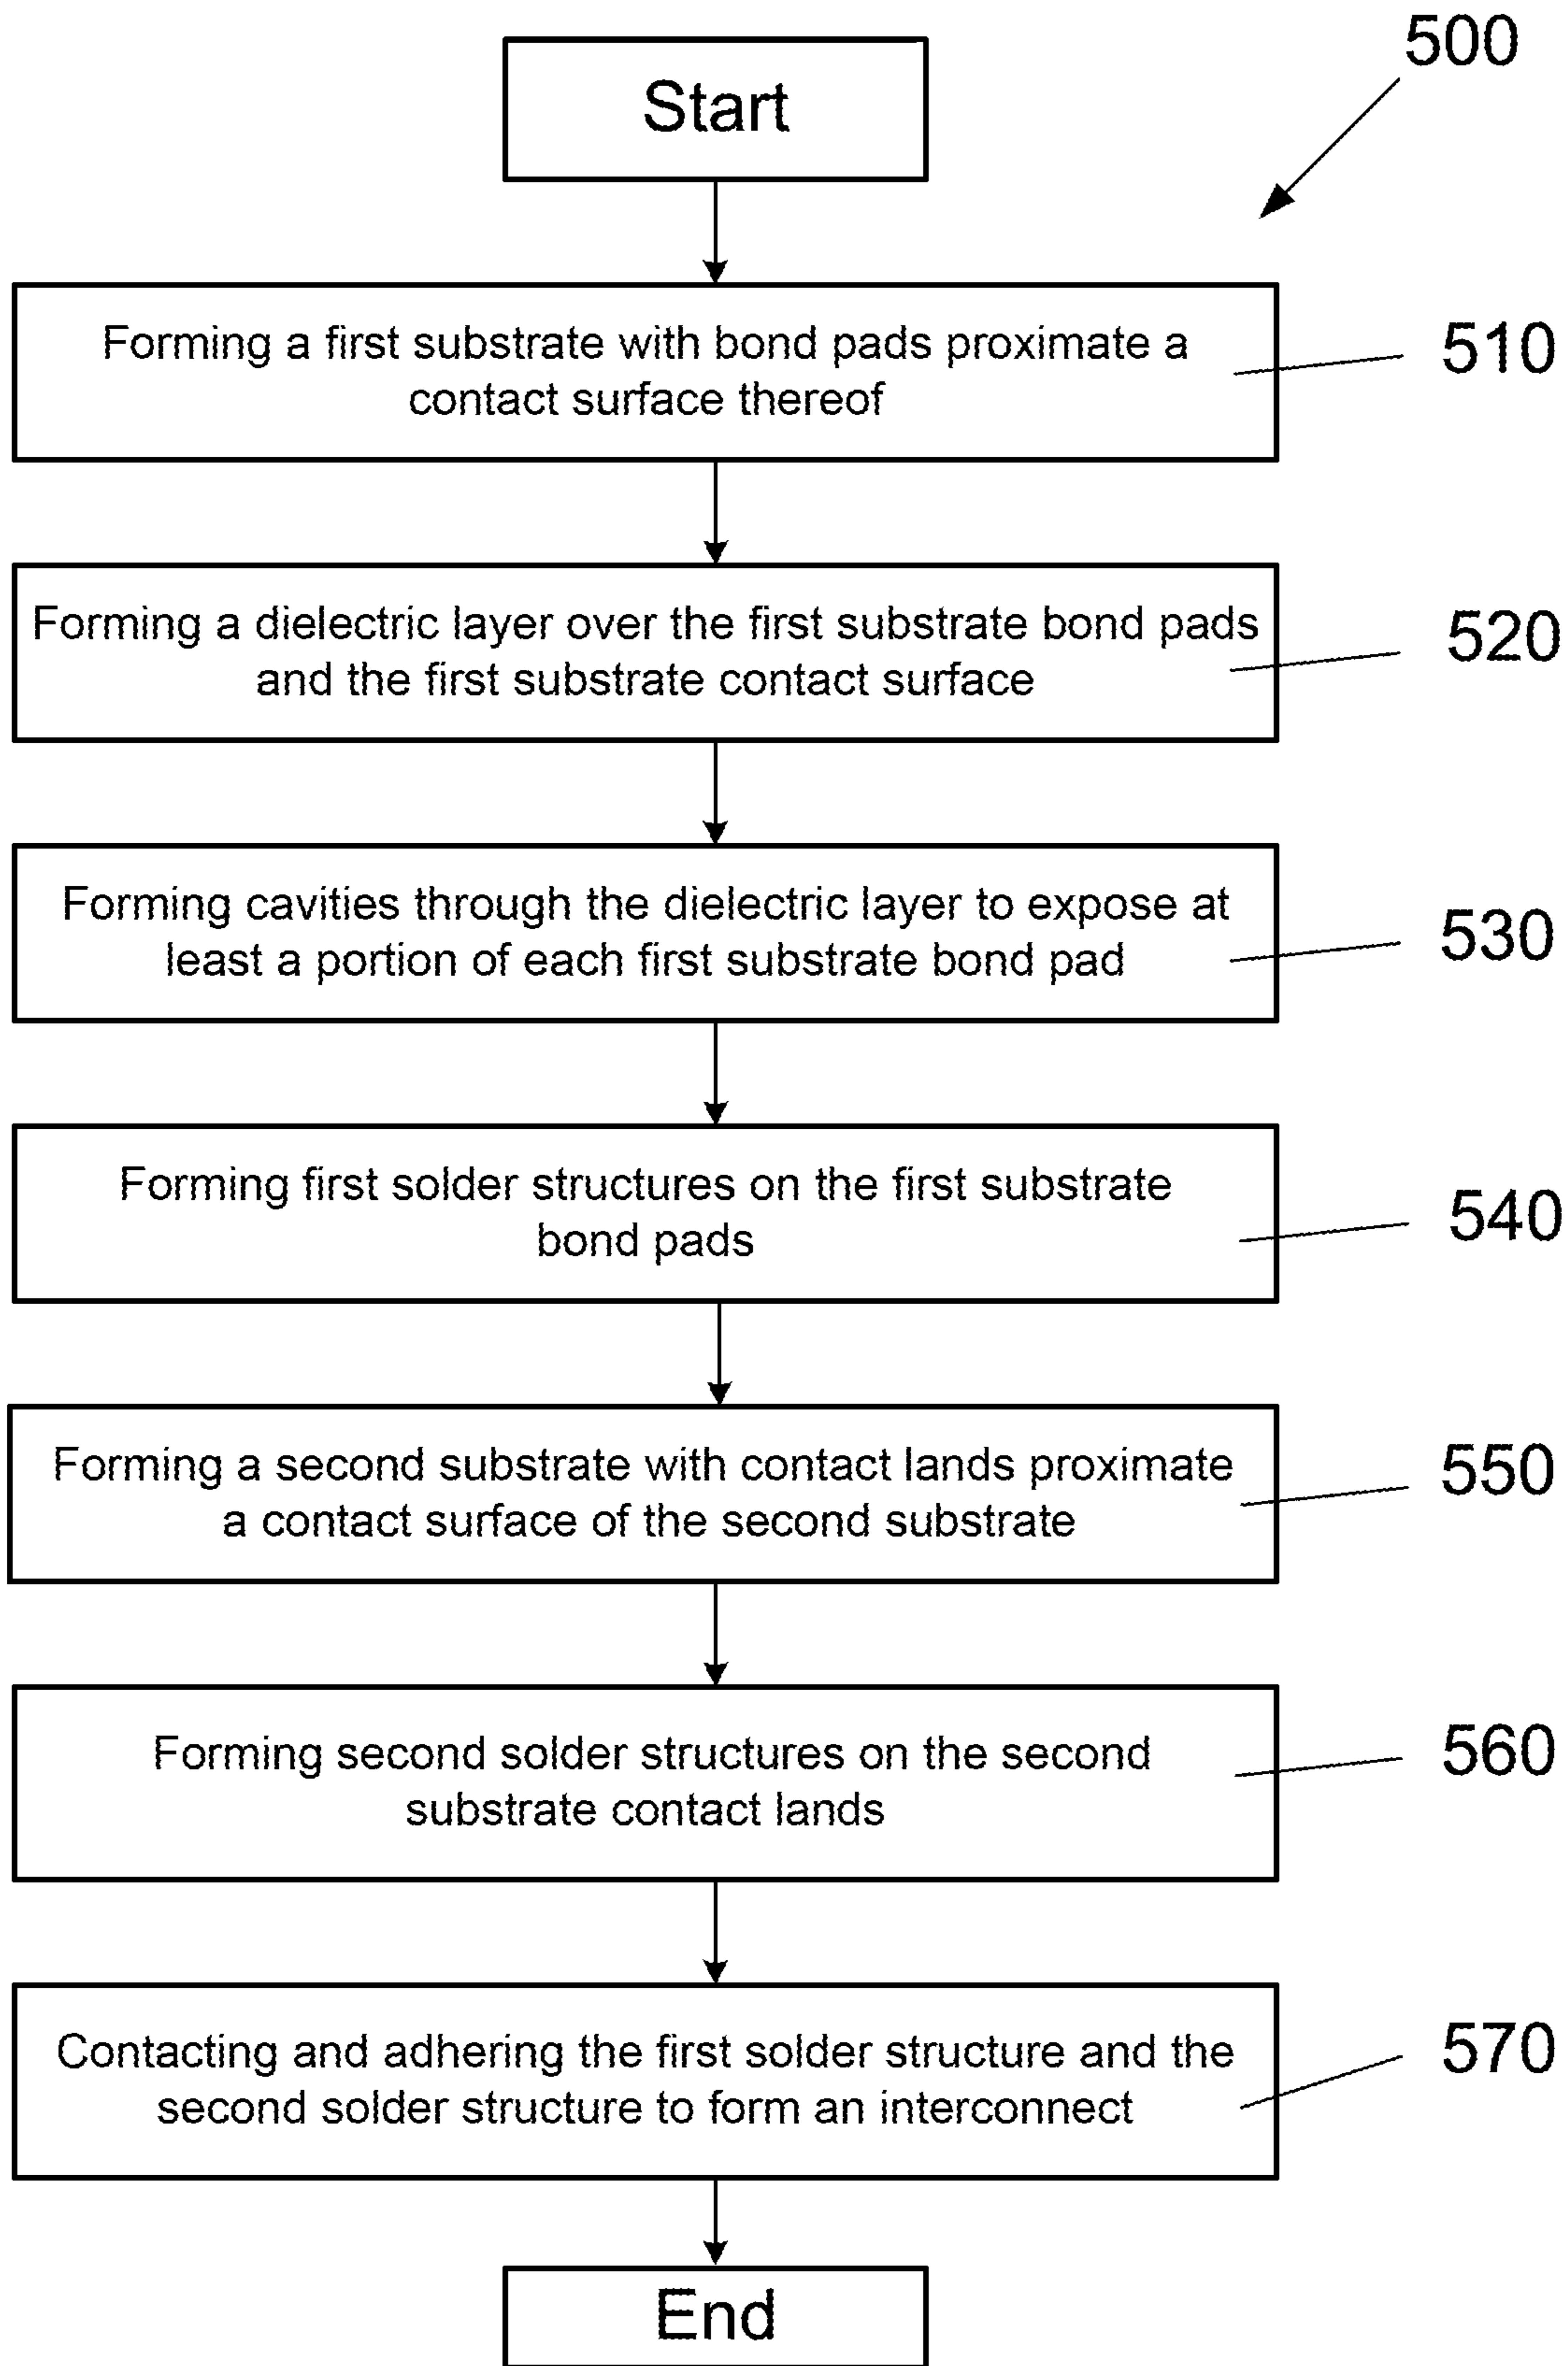 500
Start
Forming a first substrate with bond pads proximate a
contact surface thereof
510
Forming a dielectric layer over the first substrate bond pads
and the first substrate contact surface
520
Forming cavities through the dielectric layer to expose at
least a portion of each first substrate bond pad
530
Forming first solder structures on the first substrate
bond pads
540
Forming a second substrate with contact lands proximate
a contact surface of the second substrate
550
Forming second solder structures on the second
substrate contact lands
560
Contacting and adhering the first solder structure and the
second solder structure to form an interconnect
570
End